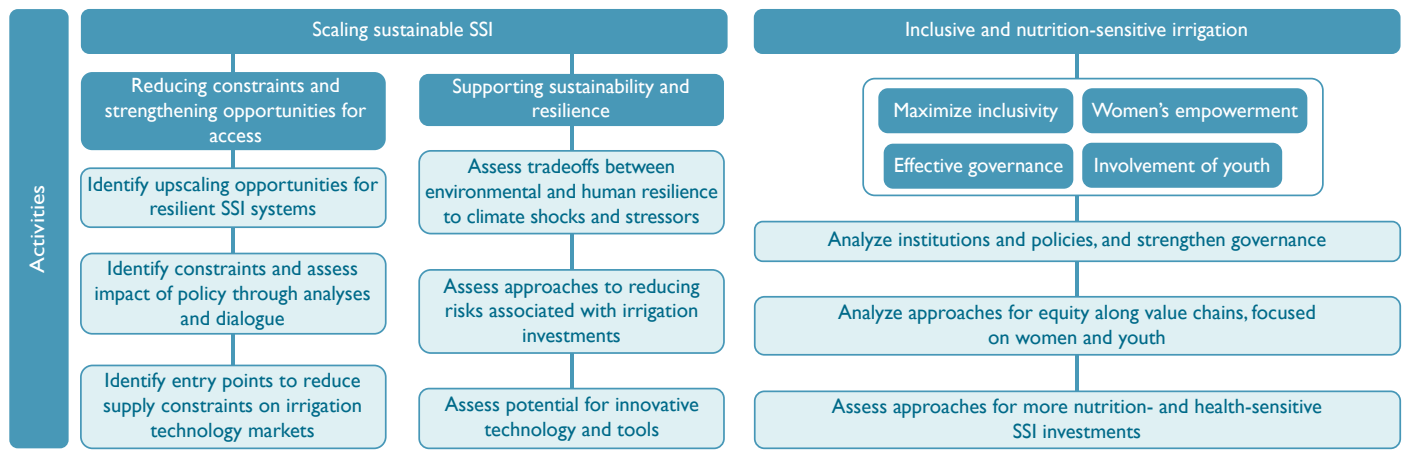 Activities
Scaling sustainable SSI
Reducing constraints and
strengthening opportunities for
access
Identify upscaling opportunities for
resilient SSI systems
Identify constraints and assess
impact of policy through analyses
and dialogue
Identify entry points to reduce
supply constraints on irrigation
technology markets
Supporting sustainability and
resilience
Assess tradeoffs between
environmental and human resilience
to climate shocks and stressors
Assess approaches to reducing
risks associated with irrigation
investments
Assess potential for innovative
technology and tools
Inclusive and nutrition-sensitive irrigation
Maximize inclusivity
Women’s empowerment
Effective governance
Involvement of youth
Analyze institutions and policies, and strengthen governance
Analyze approaches for equity along value chains, focused
on women and youth
Assess approaches for more nutrition- and health-sensitive
SSI investments